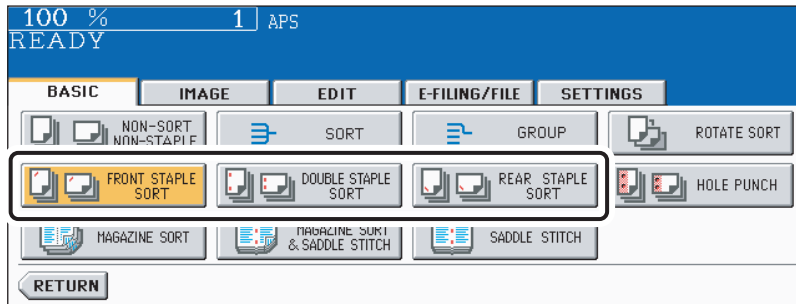 100 % 1 APS
READY
BASIC IMAGE EDIT E-FILING/FILE SETTINGS
NON-SORT
NON-STAPLE
SORT
GROUP
ROTATE SORT
FRONT STAPLE
SORT
DOUBLE STAPLE
SORT
REAR STAPLE
SORT
HOLE PUNCH
MAGAZINE SORT
MAGAZINE SORT
& SADDLE STITCH
SADDLE STITCH
RETURN